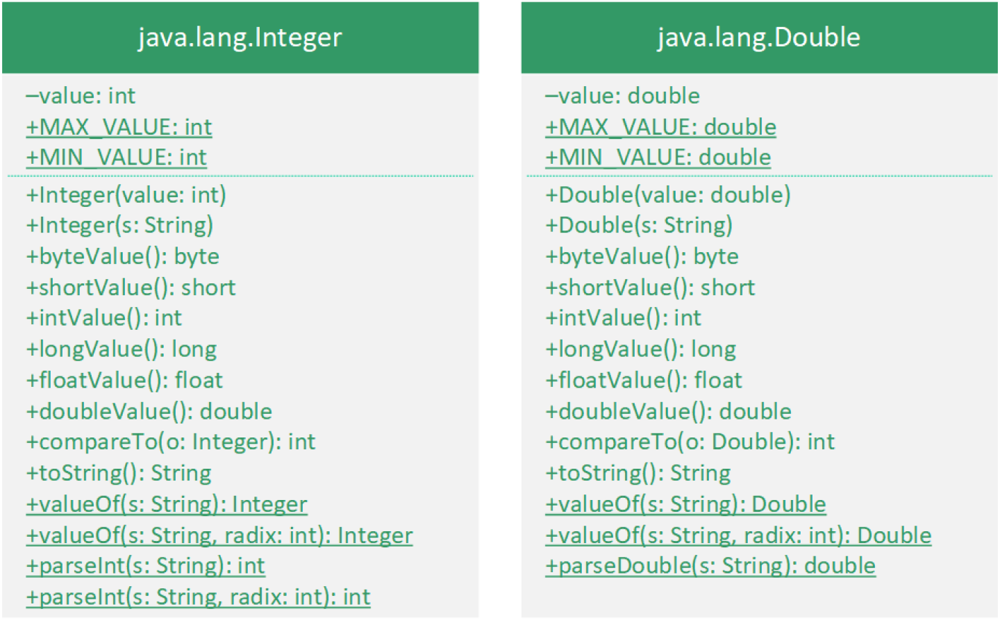 java.lang.Integer
–value: int
+MAX_VALUE: int
+MIN_VALUE: int
+Integer(value: int)
+Integer(s: String)
+byteValue(): byte
+shortValue(): short
+intValue(): int
+longValue(): long
+floatValue(): float
+doubleValue(): double
+compareTo(o: Integer): int
+toString(): String
+valueOf(s: String): Integer
+valueOf(s: String, radix: int): Integer
+parseInt(s: String): int
+parseInt(s: String, radix: int): int
java.lang.Double
–value: double
+MAX_VALUE: double
+MIN_VALUE: double
+Double(value: double)
+Double(s: String)
+byteValue(): byte
+shortValue(): short
+intValue(): int
+longValue(): long
+floatValue(): float
+doubleValue(): double
+compareTo(o: Double): int
+toString(): String
+valueOf(s: String): Double
+valueOf(s: String, radix: int): Double
+parseDouble(s: String): double